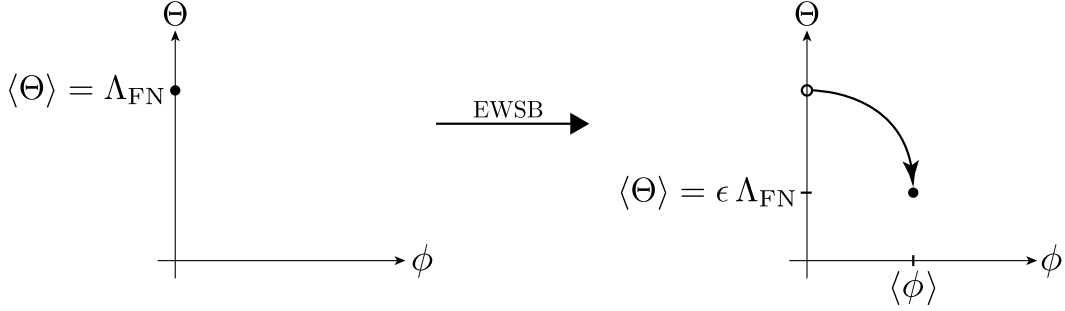 Θ
⟨Θ⟩ = Λ_FN
ϕ
EWSB
Θ
⟨Θ⟩ = ϵ Λ_FN
ϕ
⟨ϕ⟩